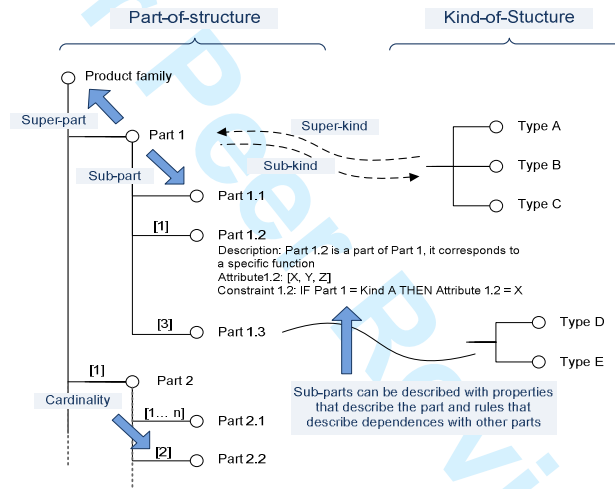 Part-of-structure
Kind-of-Stucture
Product family
Super-part
Part 1
Super-kind
Sub-kind
Type A
Type B
Type C
Sub-part
Part 1.1
[1]
Part 1.2
Description: Part 1.2 is a part of Part 1, it corresponds to
a specific function
Attribute1.2: [X, Y, Z]
Constraint 1.2: IF Part 1 = Kind A THEN Attribute 1.2 = X
[3]
Part 1.3
Type D
Type E
[1]
Part 2
Cardinality
[1... n]
Part 2.1
[2]
Part 2.2
Sub-parts can be described with properties
that describe the part and rules that
describe dependences with other parts
r Peer Revi